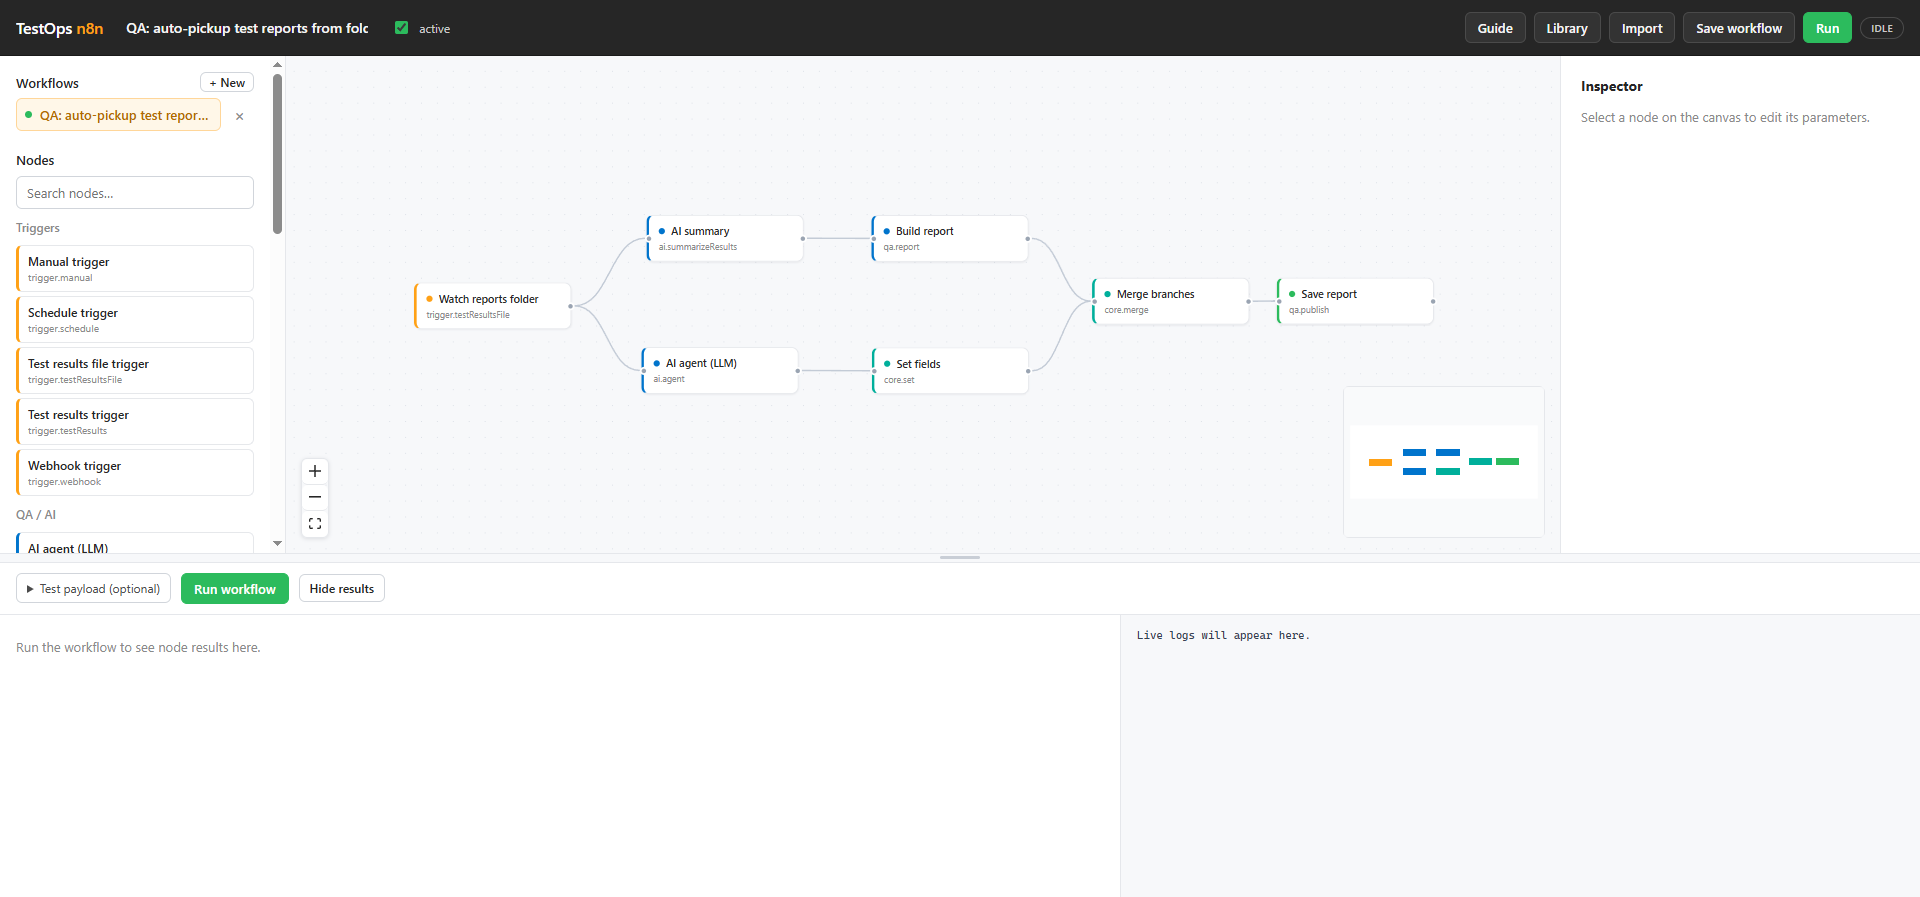 TestOps n8n
QA: auto-pickup test reports from folc
active
Guide
Library
Import
Save workflow
Run
IDLE
Workflows
+ New
QA: auto-pickup test repor...
×
Nodes
Search nodes...
Triggers
Manual trigger
trigger.manual
Schedule trigger
trigger.schedule
Test results file trigger
trigger.testResultsFile
Test results trigger
trigger.testResults
Webhook trigger
trigger.webhook
QA / AI
AI agent (LLM)
Watch reports folder
trigger.testResultsFile
AI summary
ai.summarizeResults
Build report
qa.report
AI agent (LLM)
ai.agent
Set fields
core.set
Merge branches
core.merge
Save report
qa.publish
Inspector
Select a node on the canvas to edit its parameters.
Test payload (optional)
Run workflow
Hide results
Run the workflow to see node results here.
Live logs will appear here.